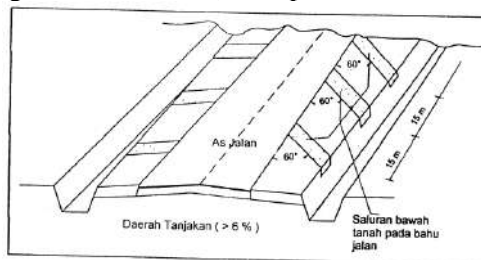 60°
60°
60°
As Jalan
15 m
15 m
Daerah Tanjakan ( > 6 % )
Saluran bawah
tanah pada bahu
jalan